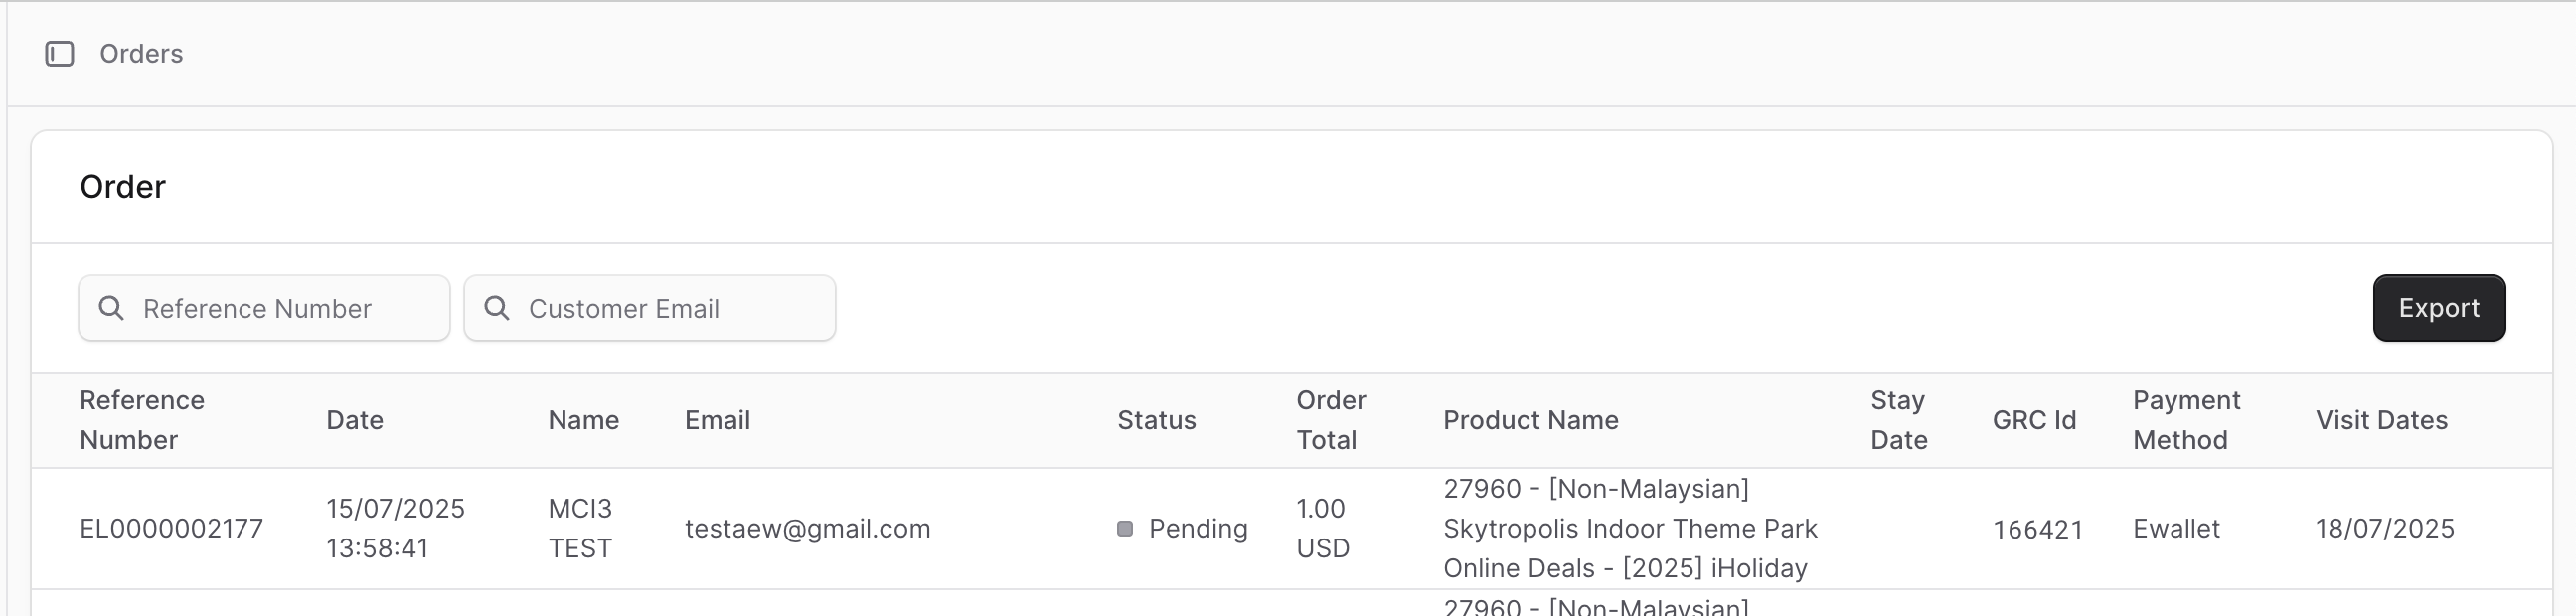 Orders
Order
Reference Number
Customer Email
Export
Reference Number
Date
Name
Email
Status
Order Total
Product Name
Stay Date
GRC Id
Payment Method
Visit Dates
EL0000002177
15/07/2025
13:58:41
MCI3
TEST
testaew@gmail.com
Pending
1.00
USD
27960 - [Non-Malaysian]
Skytropolis Indoor Theme Park
Online Deals - [2025] iHoliday
166421
Ewallet
18/07/2025
27960 - [Non-Malaysian]